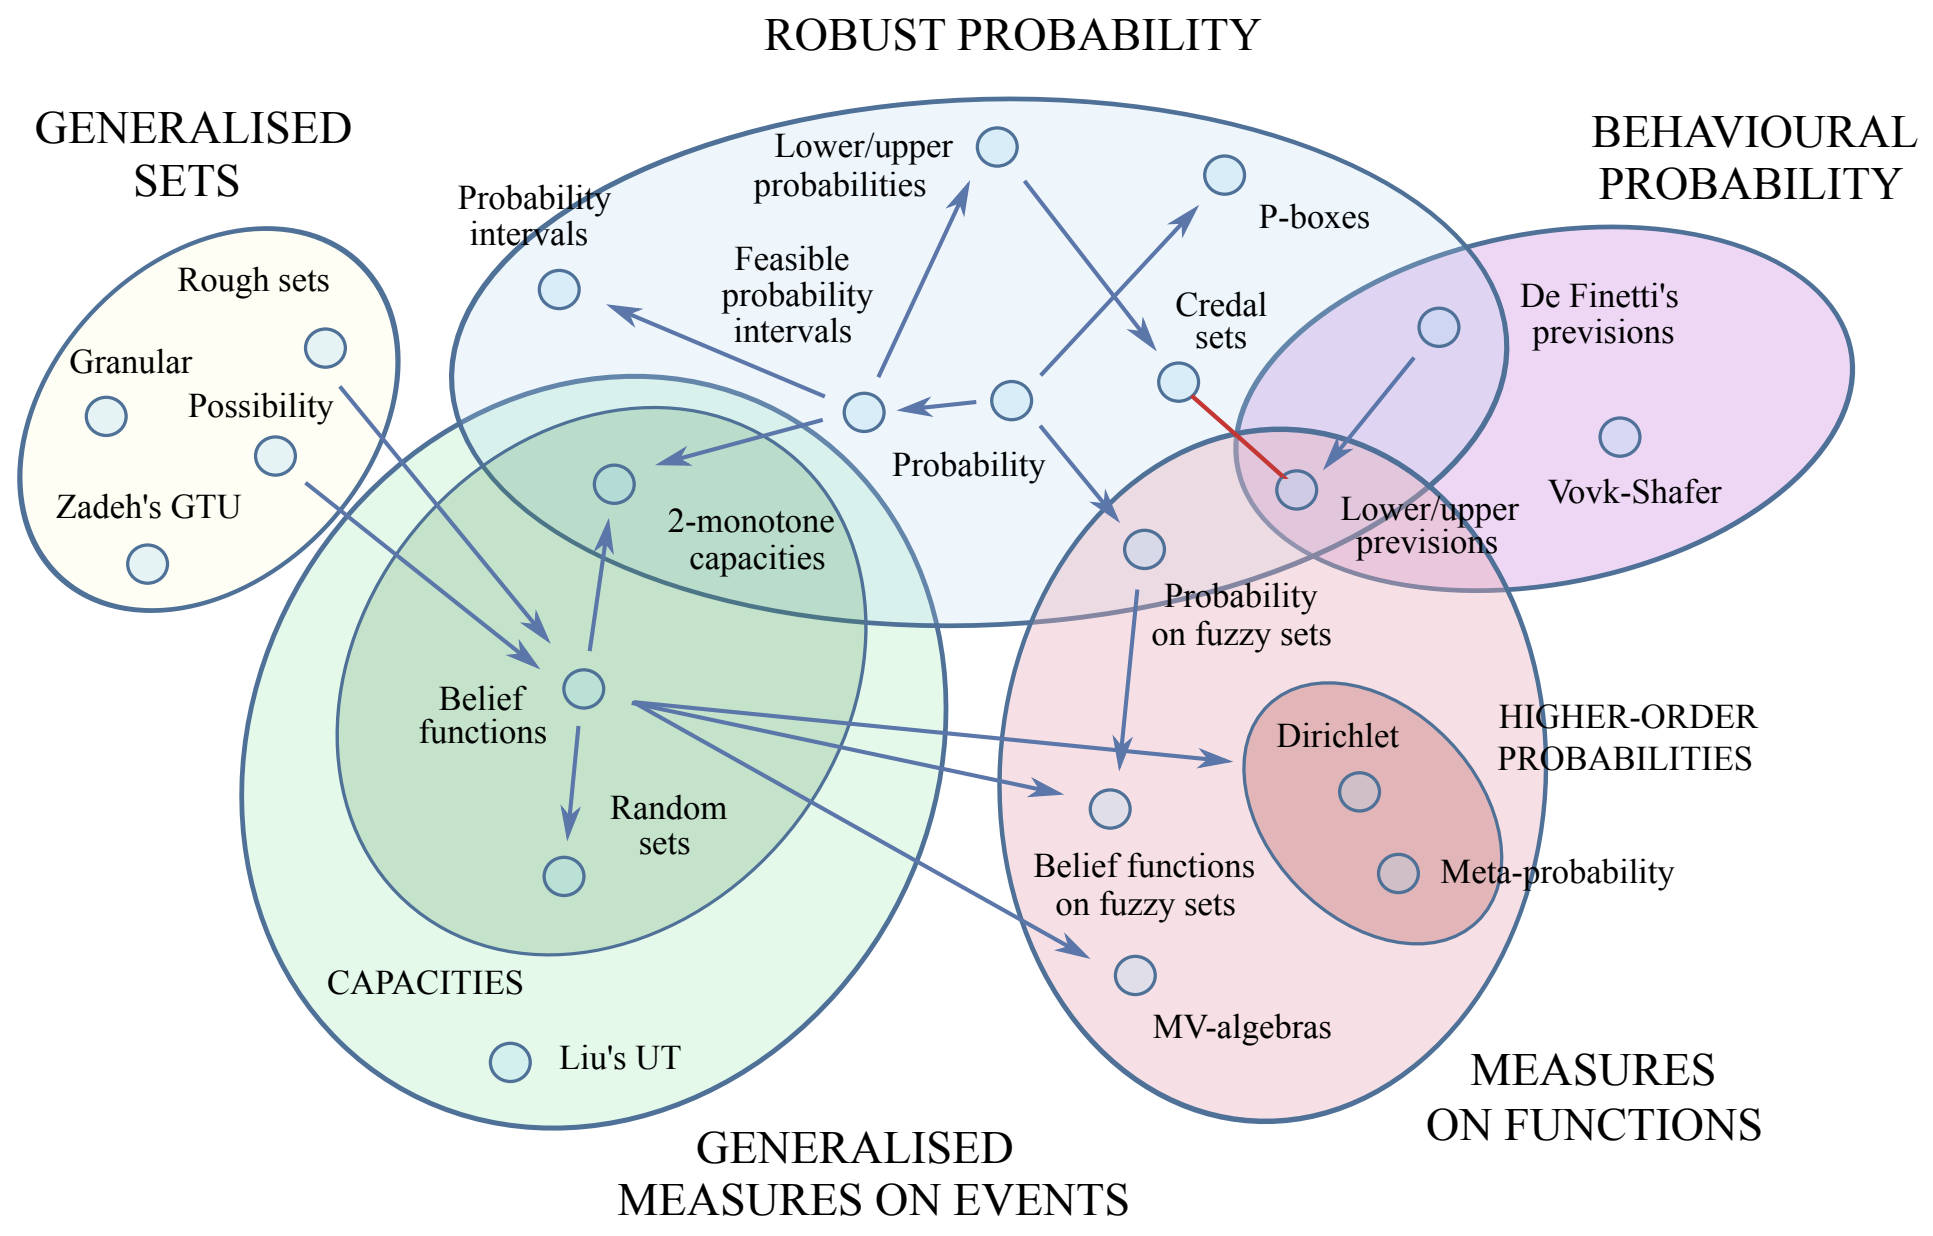 ROBUST PROBABILITY
GENERALISED
SETS
BEHAVIOURAL
PROBABILITY
Lower/upper
probabilities
Probability
intervals
P-boxes
Feasible
probability
intervals
Rough sets
Granular
Possibility
Zadeh's GTU
Credal
sets
De Finetti's
previsions
Probability
Vovk-Shafer
Lower/upper
previsions
2-monotone
capacities
Probability
on fuzzy sets
Belief
functions
HIGHER-ORDER
PROBABILITIES
Dirichlet
Random
sets
Belief functions
on fuzzy sets
Meta-probability
CAPACITIES
MV-algebras
Liu's UT
MEASURES
ON FUNCTIONS
GENERALISED
MEASURES ON EVENTS